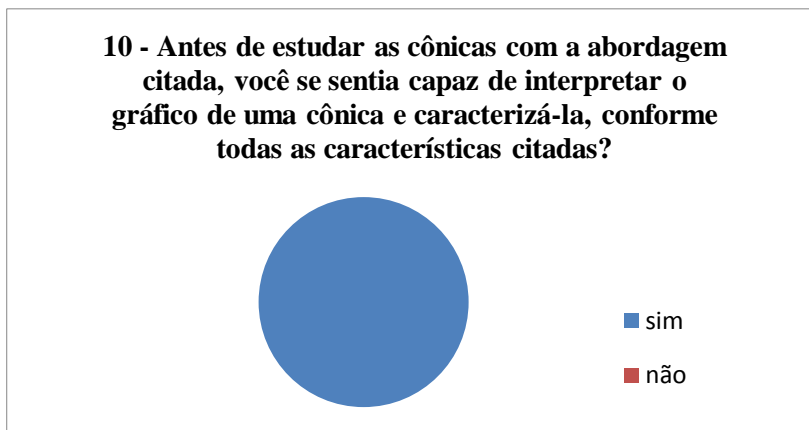 10 - Antes de estudar as cônicas com a abordagem
citada, você se sentia capaz de interpretar o
gráfico de uma cônica e caracterizá-la, conforme
todas as características citadas?
sim
não